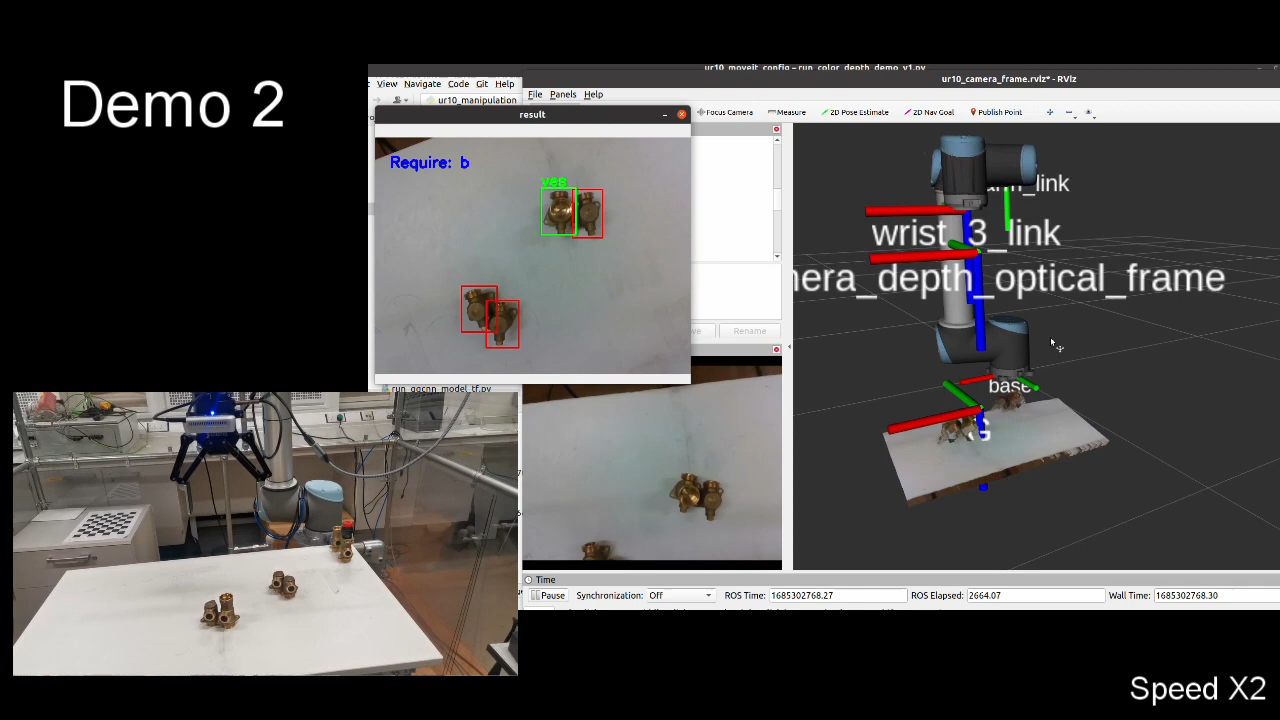 Demo 2
View Navigate Code Git Help
ur10_manipulation
ur10_moveit_config – run_color_depth_demo_v1.py
ur10_camera_frame.rviz* - RViz
File Panels Help
Focus Camera Measure 2D Pose Estimate 2D Nav Goal Publish Point
result
Require: b
yes
Rename
run_gqcnn_model_tf.py
arm_link
wrist_3_link
mera_depth_optical_frame
base
Time
Pause Synchronization: Off ROS Time: 1685302768.27 ROS Elapsed: 2664.07 Wall Time: 1685302768.30
Speed X2